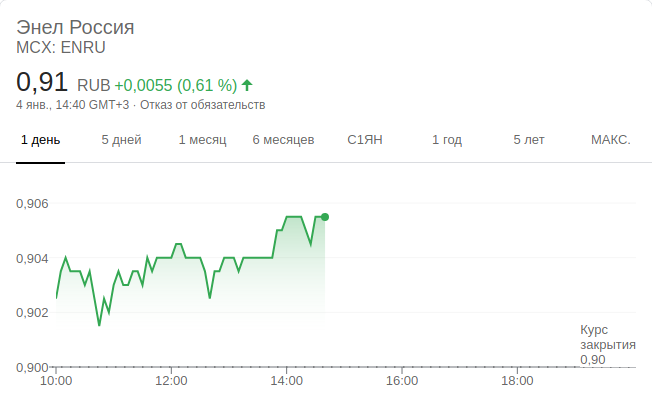 Энел Россия
MCX: ENRU
0,91 RUB +0,0055 (0,61 %)
4 янв., 14:40 GMT+3 · Отказ от обязательств
1 день 5 дней 1 месяц 6 месяцев С1ЯН 1 год 5 лет МАКС.
0,906
0,904
0,902
Курс
закрытия
0,90
0,900
10:00 12:00 14:00 16:00 18:00